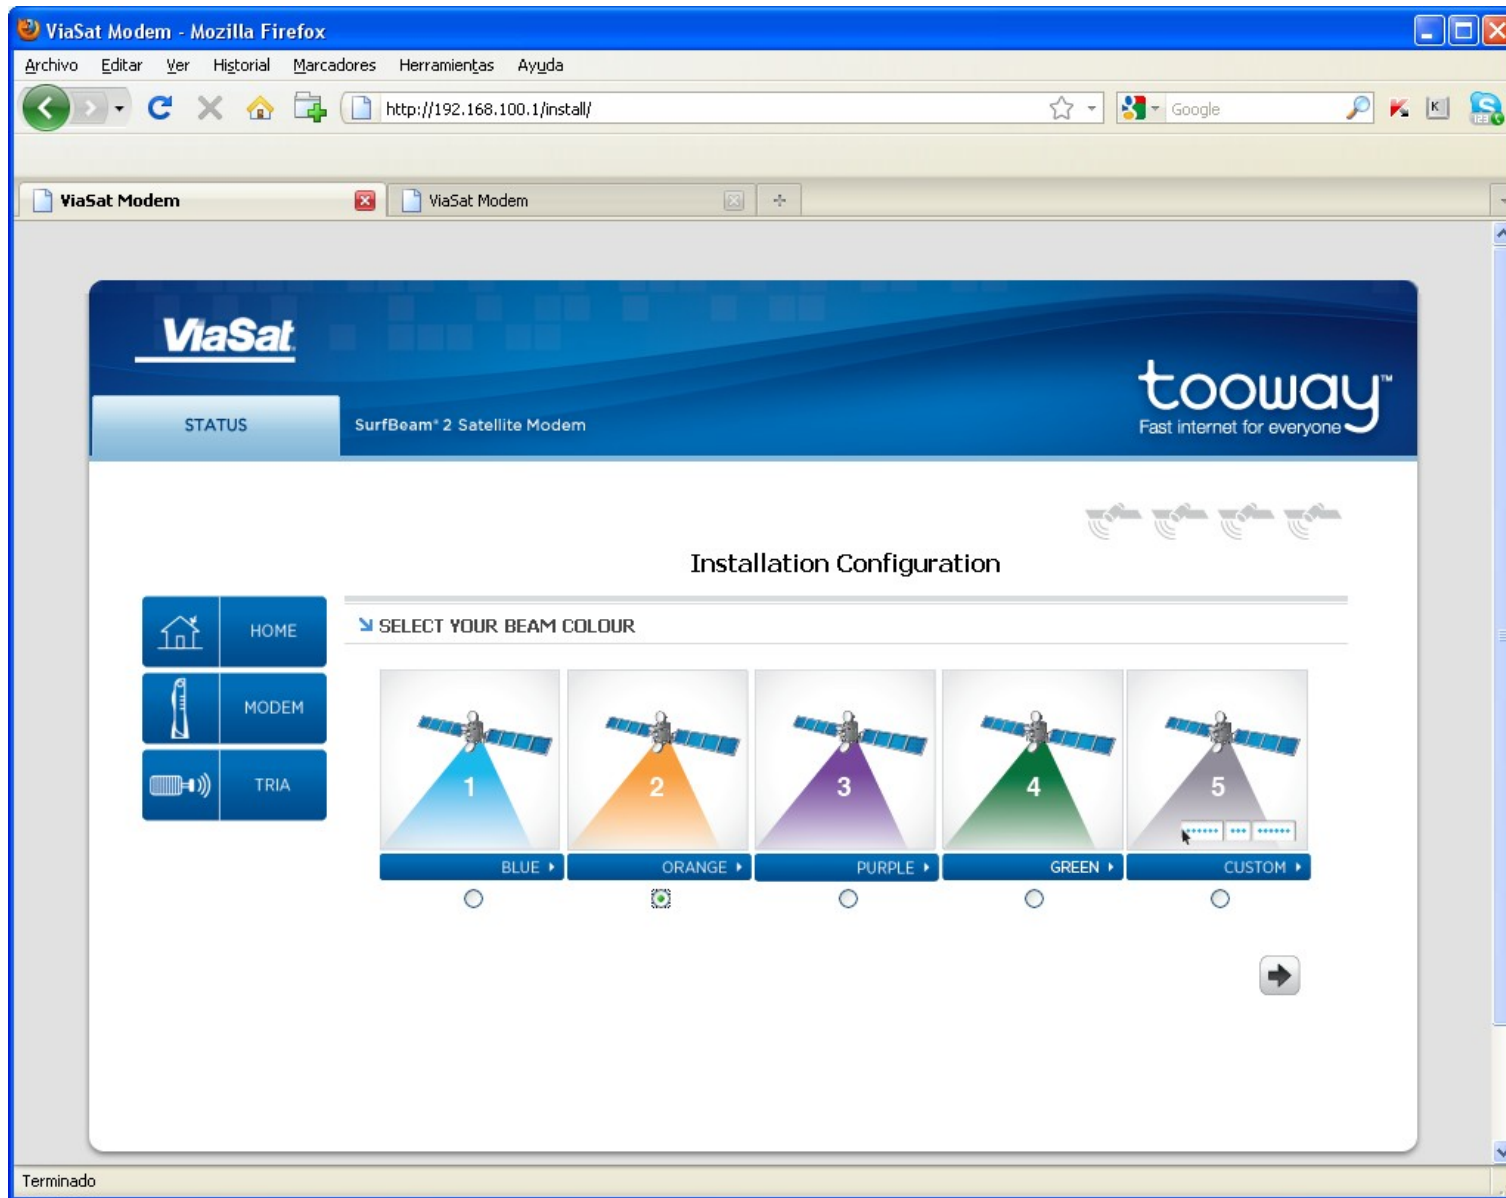 ViaSat Modem - Mozilla Firefox
Archivo Editar Ver Historial Marcadores Herramientas Ayuda
http://192.168.100.1/install/ Google
ViaSat Modem ViaSat Modem
ViaSat
tooway™
Fast internet for everyone
STATUS SurfBeam® 2 Satellite Modem
Installation Configuration
HOME
MODEM
TRIA
SELECT YOUR BEAM COLOUR
1 2 3 4 5
BLUE ORANGE PURPLE GREEN CUSTOM
Terminado